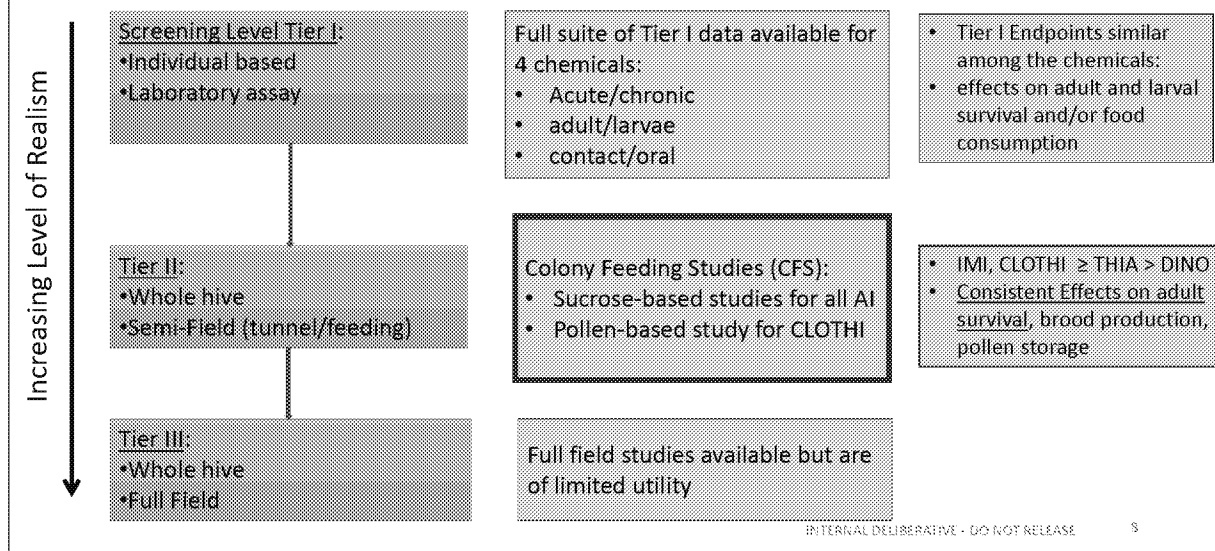 Increasing Level of Realism
Screening Level Tier I:
•Individual based
•Laboratory assay
Full suite of Tier I data available for
4 chemicals:
• Acute/chronic
• adult/larvae
• contact/oral
• Tier I Endpoints similar
among the chemicals:
• effects on adult and larval
survival and/or food
consumption
Tier II:
•Whole hive
•Semi-Field (tunnel/feeding)
Colony Feeding Studies (CFS):
• Sucrose-based studies for all AI
• Pollen-based study for CLOTHI
• IMI, CLOTHI ≥ THIA > DINO
• Consistent Effects on adult
survival, brood production,
pollen storage
Tier III:
•Whole hive
•Full Field
Full field studies available but are
of limited utility
INTERNAL DELIBERATIVE - DO NOT RELEASE